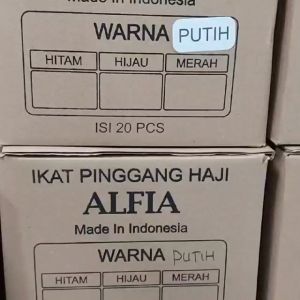 Made In Indonesia
WARNA PUTIH
HITAM HIJAU MERAH
ISI 20 PCS
IKAT PINGGANG HAJI
ALFIA
Made In Indonesia
WARNA PUTIH
HITAM HIJAU MERAH